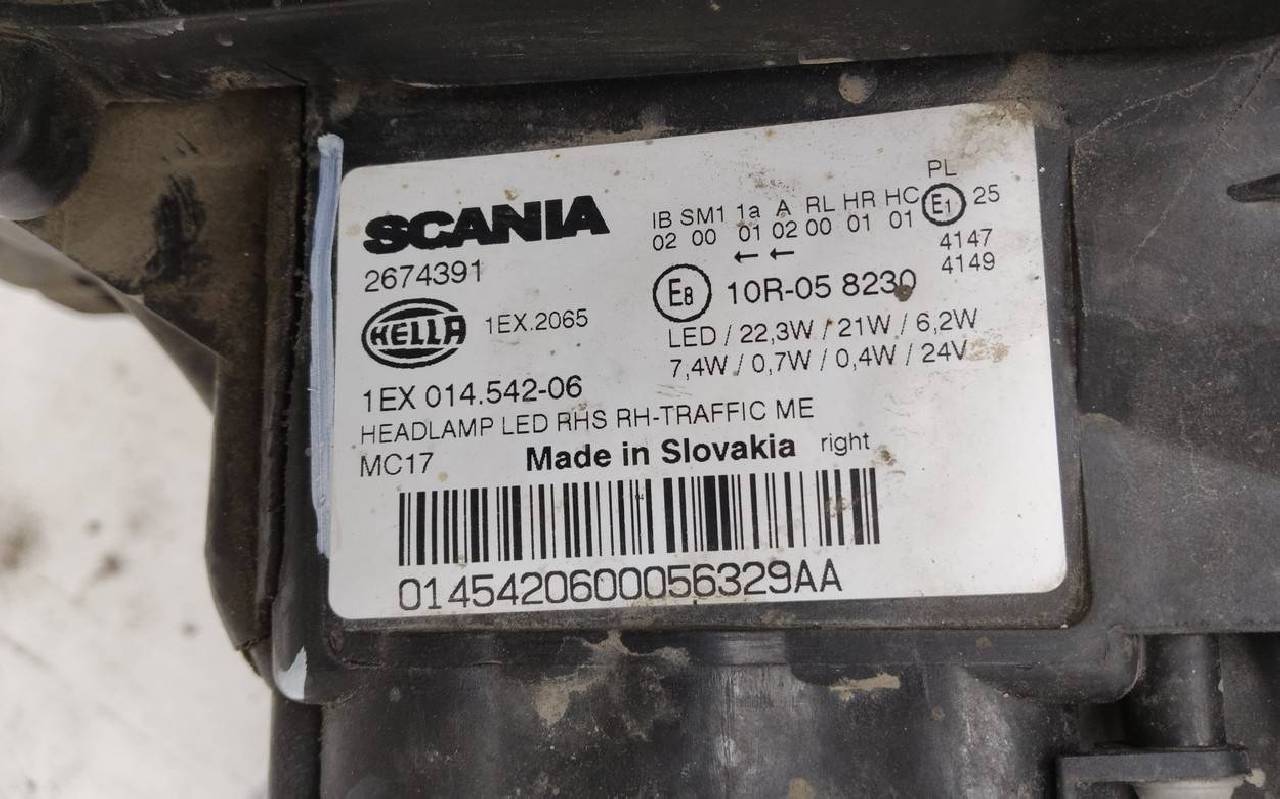 SCANIA
2674391
HELLA 1EX.2065
1EX 014.542-06
HEADLAMP LED RHS RH-TRAFFIC ME
MC17 Made in Slovakia right
PL
IB SM1 1a A RL HR HC E1 25
02 00 01 02 00 01 01
← ← 4147
4149
E8 10R-05 8230
LED / 22,3W / 21W / 6,2W
7,4W / 0,7W / 0,4W / 24V
0145420600056329AA